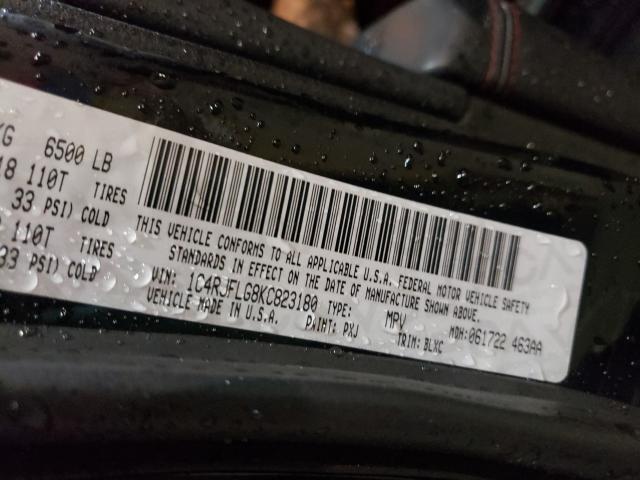 KG 6500 LB
18 110T TIRES
33 PSI) COLD
110T TIRES
33 PSI) COLD
THIS VEHICLE CONFORMS TO ALL APPLICABLE U.S.A. FEDERAL MOTOR VEHICLE SAFETY
STANDARDS IN EFFECT ON THE DATE OF MANUFACTURE SHOWN ABOVE.
VIN: 1C4RJFLG8KC823180 TYPE: MPV MDH:061722 463AA
VEHICLE MADE IN U.S.A. PAINT: PXJ TRIM: BLXC